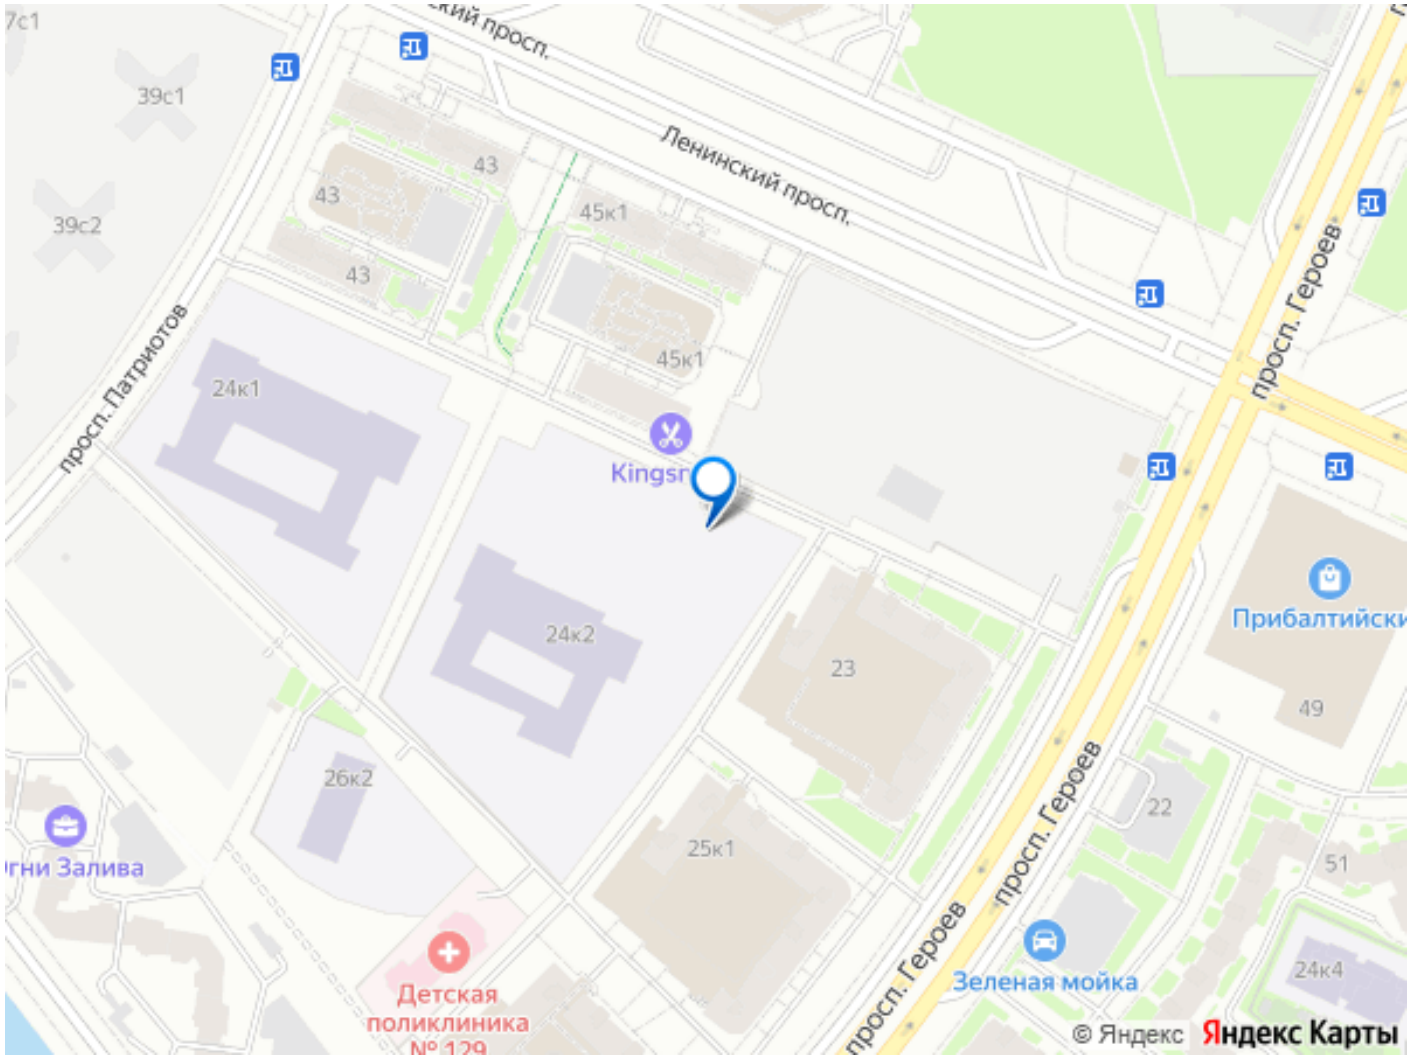 7с1
ский просп.
39с1
Ленинский просп.
43
43
45к1
39с2
43
просп. Героев
45к1
просп. Патриотов
24к1
Kingsr
24к2
23
Прибалтийски
49
26к2
просп. Героев
22
25к1
гни Залива
51
просп. Героев
Зеленая мойка
24к4
Детская
поликлиника
№ 129
© Яндекс Яндекс Карты